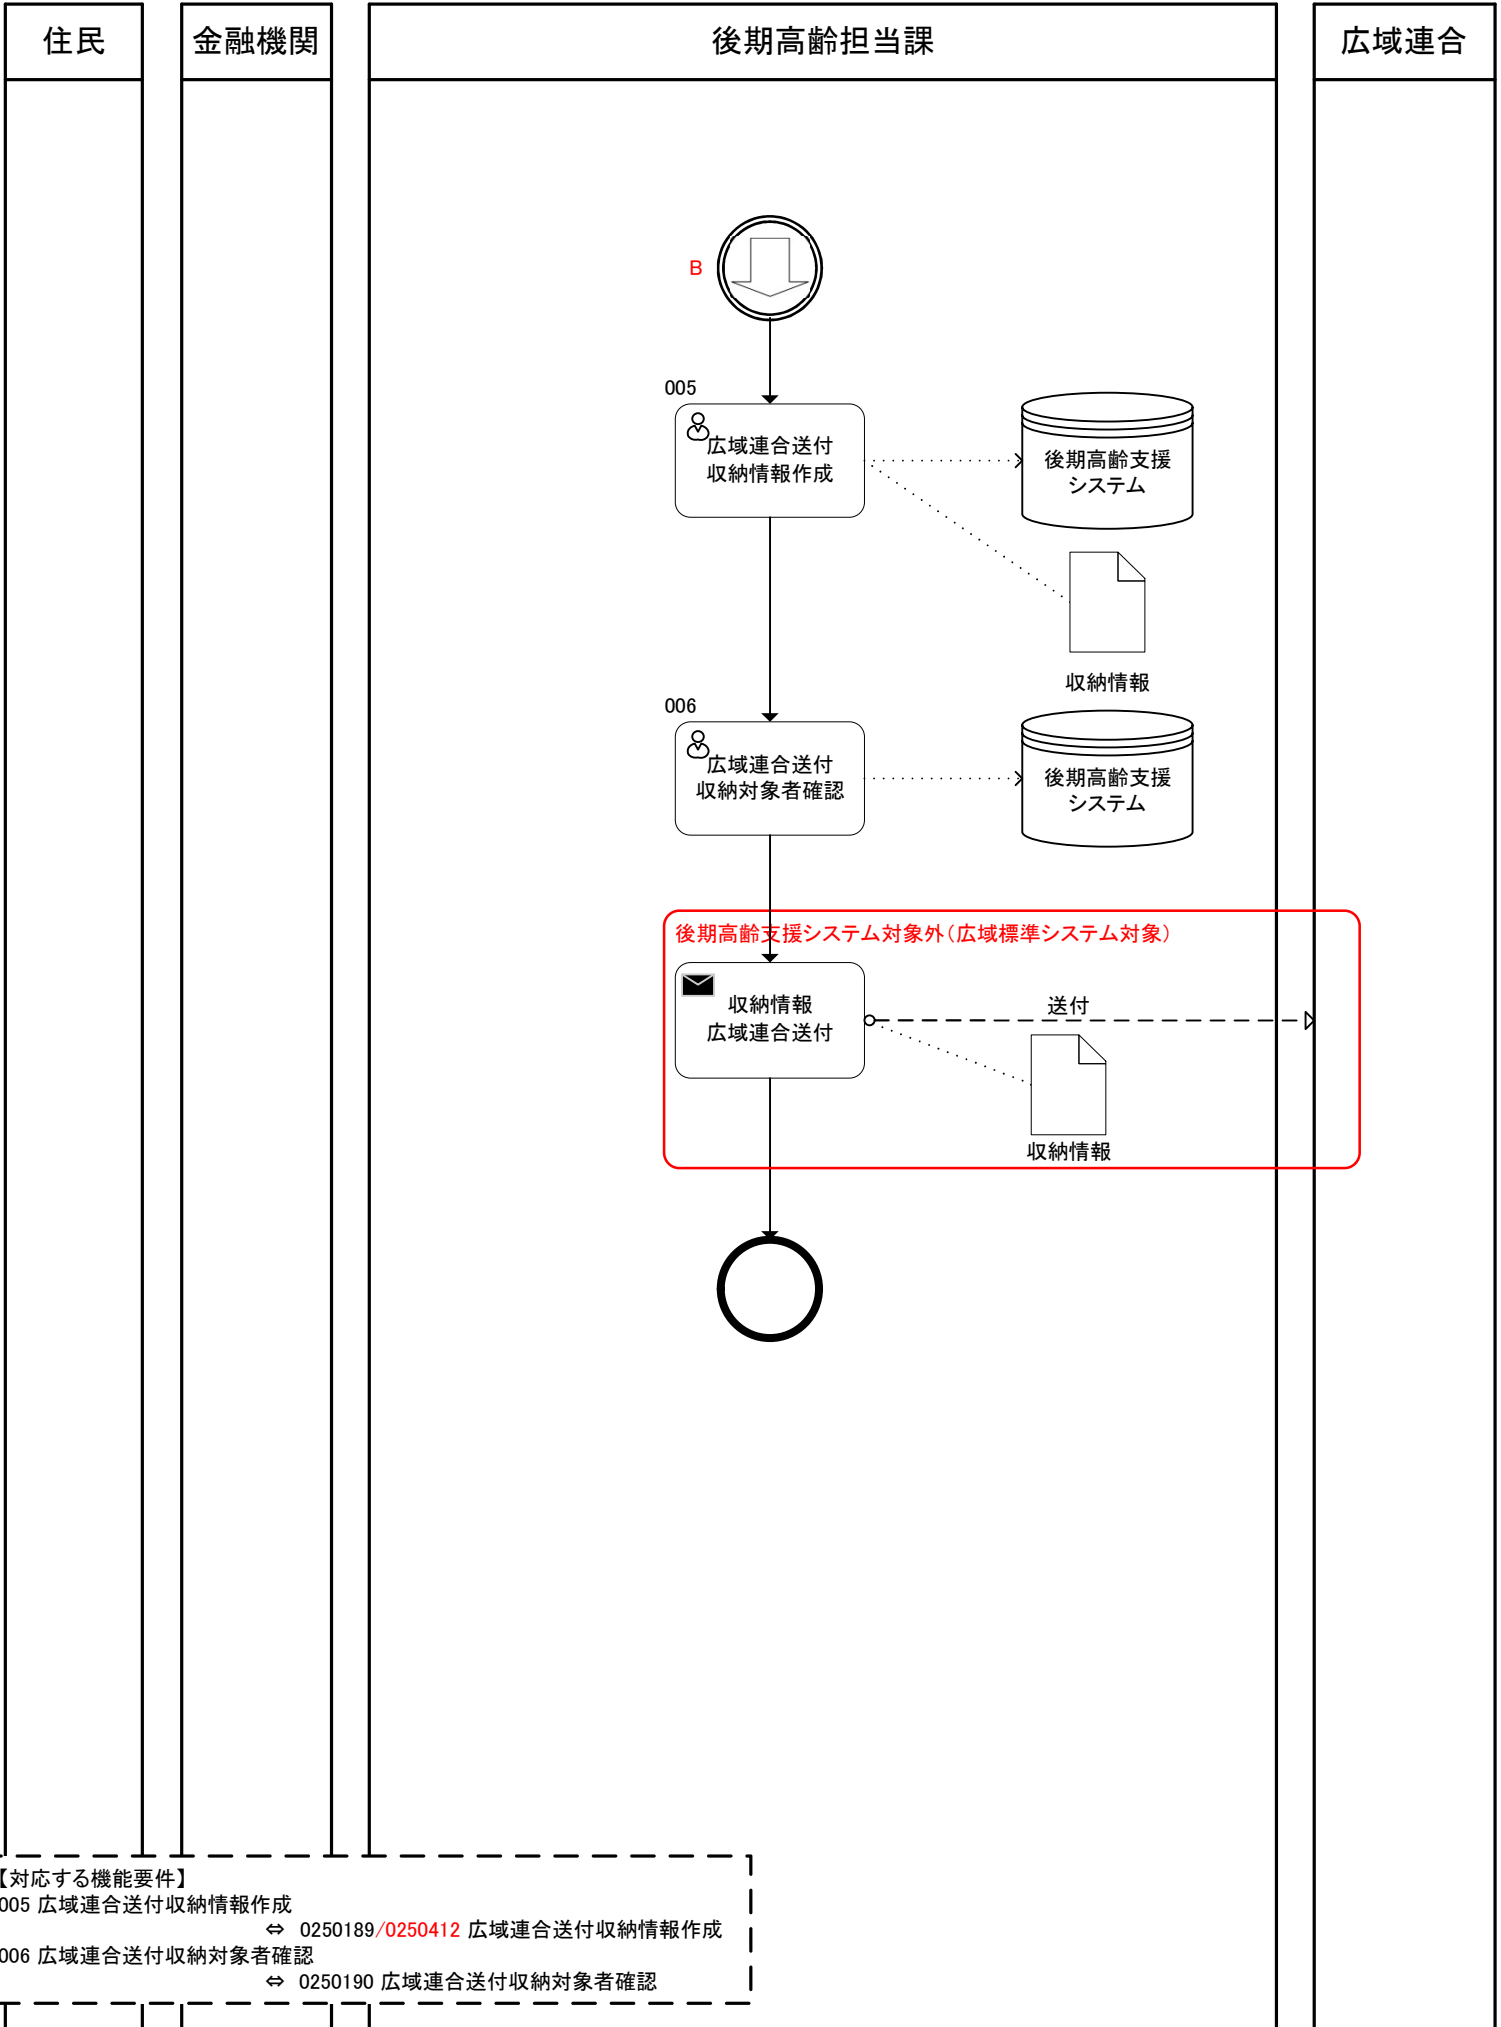 住民
金融機関
後期高齢担当課
広域連合
B
005
広域連合送付
収納情報作成
後期高齢支援
システム
収納情報
006
広域連合送付
収納対象者確認
後期高齢支援
システム
後期高齢支援システム対象外（広域標準システム対象）
収納情報
広域連合送付
送付
収納情報
【対応する機能要件】
005 広域連合送付収納情報作成
⇔ 0250189/0250412 広域連合送付収納情報作成
006 広域連合送付収納対象者確認
⇔ 0250190 広域連合送付収納対象者確認